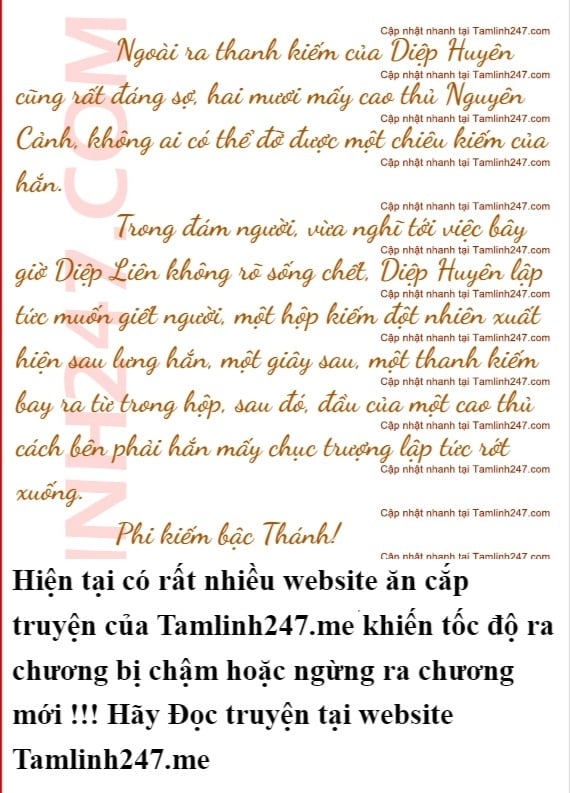 Cập nhật nhanh tại Tamlinh247.com
Ngoài ra thanh kiếm của Diệp Huyên
Cập nhật nhanh tại Tamlinh247.com
cũng rất đáng sợ, hai mươi mấy cao thủ Nguyên
Cập nhật nhanh tại Tamlinh247.com
Cảnh, không ai có thể đỡ được một chiêu kiếm của
Cập nhật nhanh tại Tamlinh247.com
hắn.
Cập nhật nhanh tại Tamlinh247.com
Trong đám người, vừa nghĩ tới việc bây
Cập nhật nhanh tại Tamlinh247.com
giờ Diệp Liên không rõ sống chết, Diệp Huyên lập
Cập nhật nhanh tại Tamlinh247.com
tức muốn giết người, một hộp kiếm đột nhiên xuất
Cập nhật nhanh tại Tamlinh247.com
hiện sau lưng hắn, một giây sau, một thanh kiếm
Cập nhật nhanh tại Tamlinh247.com
bay ra từ trong hộp, sau đó, đầu của một cao thủ
Cập nhật nhanh tại Tamlinh247.com
cách bên phải hắn mấy chục trượng lập tức rớt
Cập nhật nhanh tại Tamlinh247.com
xuống.
Cập nhật nhanh tại Tamlinh247.com
Phi kiếm bậc Thánh!
Cập nhật nhanh tại Tamlinh247.com
INH247.COM
Hiện tại có rất nhiều website ăn cắp
truyện của Tamlinh247.me khiến tốc độ ra
chương bị chậm hoặc ngừng ra chương
mới !!! Hãy Đọc truyện tại website
Tamlinh247.me